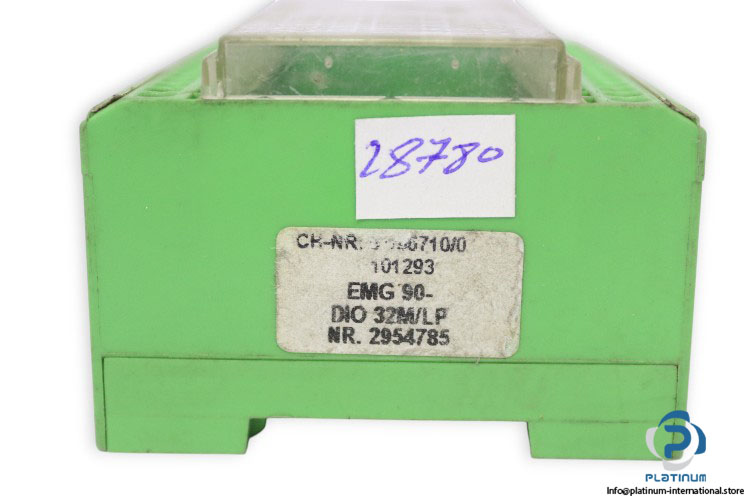 28780
CH-NR.
101293
EMG 90-
DIO 32M/LP
NR. 2954785
PLATINUM
Info@platinum-international.store